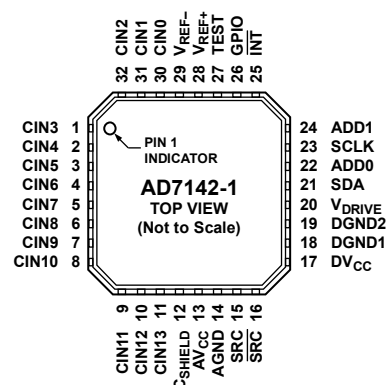 32 CIN2
31 CIN1
30 CIN0
29 VREF–
28 VREF+
27 TEST
26 GPIO
25 I̅N̅T̅
CIN3 1
CIN4 2
CIN5 3
CIN6 4
CIN7 5
CIN8 6
CIN9 7
CIN10 8
PIN 1
INDICATOR
AD7142-1
TOP VIEW
(Not to Scale)
24 ADD1
23 SCLK
22 ADD0
21 SDA
20 VDRIVE
19 DGND2
18 DGND1
17 DVCC
CIN11 9
CIN12 10
CIN13 11
CSHIELD 12
AVCC 13
AGND 14
SRC 15
S̅R̅C̅ 16